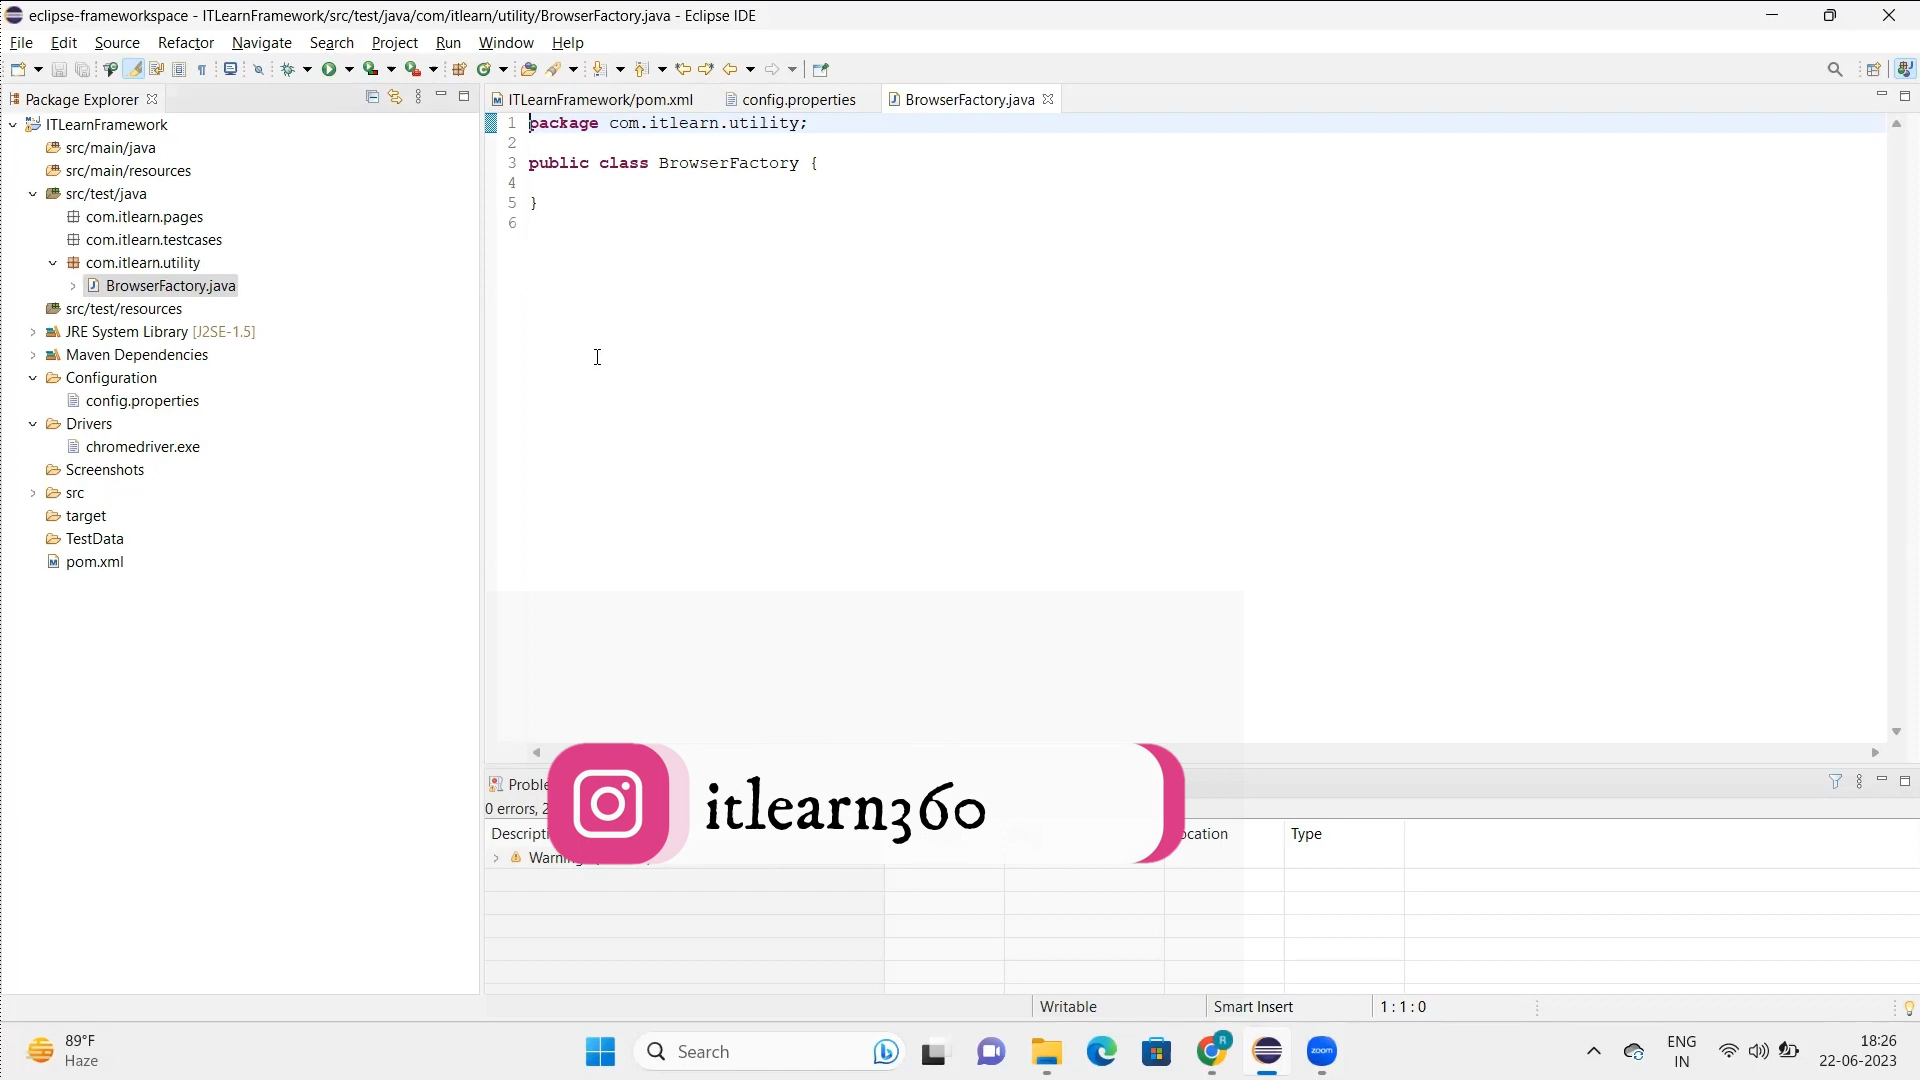 eclipse-frameworkspace - ITLearnFramework/src/test/java/com/itlearn/utility/BrowserFactory.java - Eclipse IDE
File Edit Source Refactor Navigate Search Project Run Window Help
Package Explorer
ITLearnFramework
src/main/java
src/main/resources
src/test/java
com.itlearn.pages
com.itlearn.testcases
com.itlearn.utility
BrowserFactory.java
src/test/resources
JRE System Library [J2SE-1.5]
Maven Dependencies
Configuration
config.properties
Drivers
chromedriver.exe
Screenshots
src
target
TestData
pom.xml
ITLearnFramework/pom.xml config.properties BrowserFactory.java
1 package com.itlearn.utility;
2
3 public class BrowserFactory {
4
5 }
6
0 errors,
Type
itlearn360
Writable Smart Insert 1 : 1 : 0
89°F
Haze
Search
zoom
ENG
IN
18:26
22-06-2023